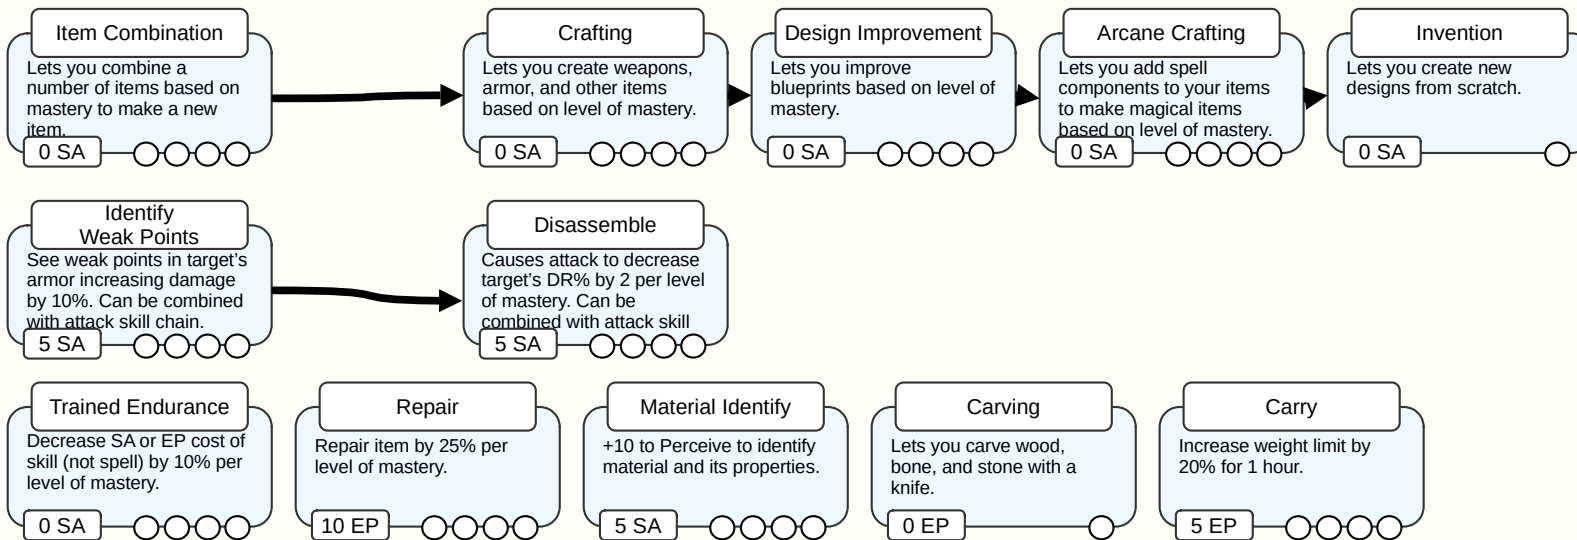 Item Combination
Lets you combine a
number of items based on
mastery to make a new
item.
0 SA
Crafting
Lets you create weapons,
armor, and other items
based on level of mastery.
0 SA
Design Improvement
Lets you improve
blueprints based on level of
mastery.
0 SA
Arcane Crafting
Lets you add spell
components to your items
to make magical items
based on level of mastery.
0 SA
Invention
Lets you create new
designs from scratch.
0 SA
Identify
Weak Points
See weak points in target's
armor increasing damage
by 10%. Can be combined
with attack skill chain.
5 SA
Disassemble
Causes attack to decrease
target's DR% by 2 per level
of mastery. Can be
combined with attack skill
5 SA
Trained Endurance
Decrease SA or EP cost of
skill (not spell) by 10% per
level of mastery.
0 SA
Repair
Repair item by 25% per
level of mastery.
10 EP
Material Identify
+10 to Perceive to identify
material and its properties.
5 SA
Carving
Lets you carve wood,
bone, and stone with a
knife.
0 EP
Carry
Increase weight limit by
20% for 1 hour.
5 EP